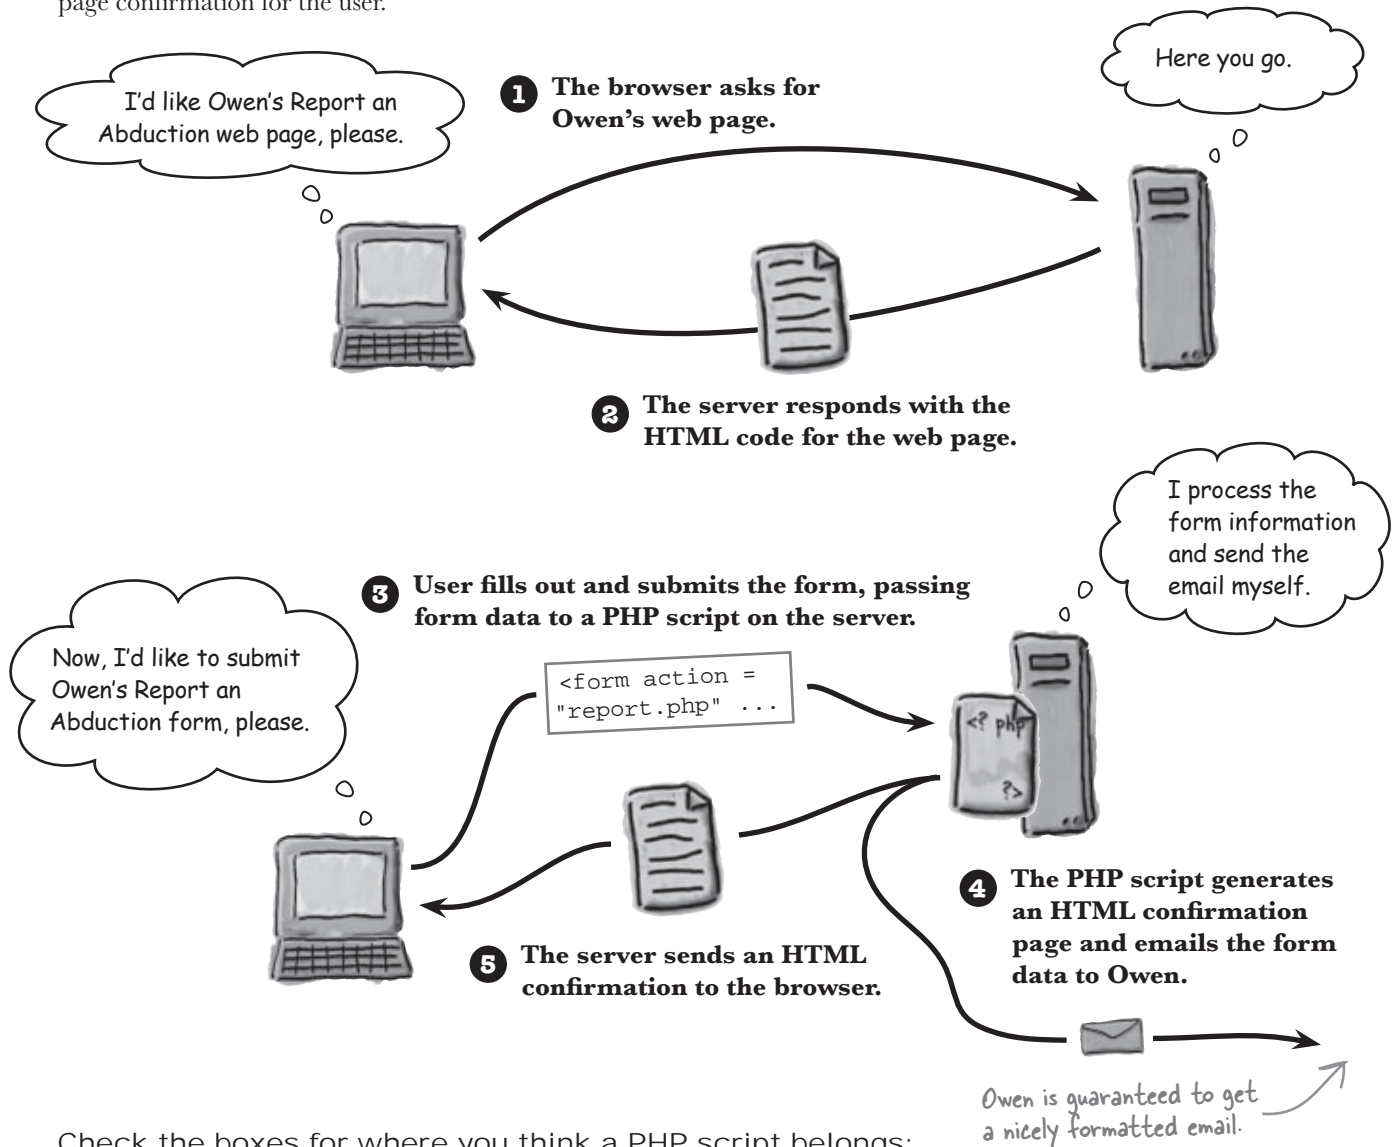 page confirmation for the user.
I'd like Owen's Report an
Abduction web page, please.
1 The browser asks for
Owen's web page.
Here you go.
2 The server responds with the
HTML code for the web page.
I process the
form information
and send the
email myself.
3 User fills out and submits the form, passing
form data to a PHP script on the server.
Now, I'd like to submit
Owen's Report an
Abduction form, please.
<form action =
"report.php" ...
<? php
?>
4 The PHP script generates
an HTML confirmation
page and emails the form
data to Owen.
5 The server sends an HTML
confirmation to the browser.
Owen is guaranteed to get
a nicely formatted email.
Check the boxes for where you think a PHP script belongs: